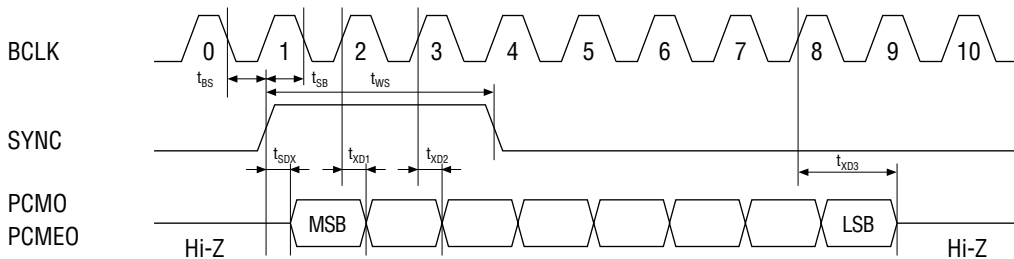 BCLK 0 1 2 3 4 5 6 7 8 9 10
tBS tSB tWS
SYNC
tSDX tXD1 tXD2 tXD3
PCMO
PCMEO
MSB LSB
Hi-Z Hi-Z